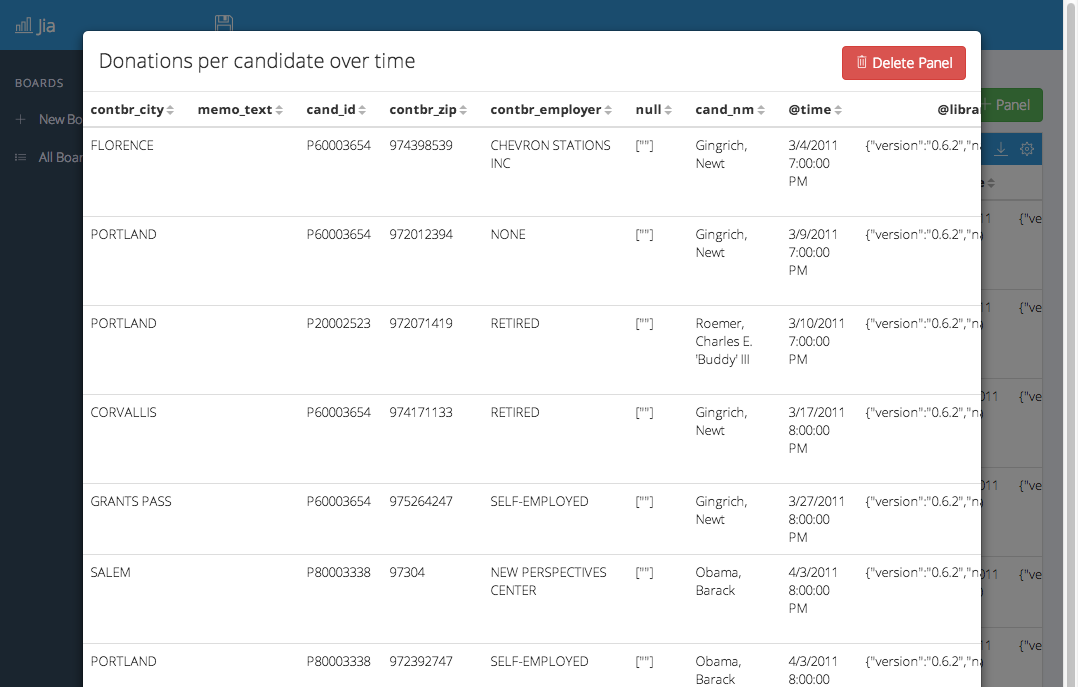 Jia
Donations per candidate over time
Delete Panel
BOARDS
New Bo
All Boar
Panel
contbr_city memo_text cand_id contbr_zip contbr_employer null cand_nm @time @libra
FLORENCE P60003654 974398539 CHEVRON STATIONS [""] Gingrich, 3/4/2011 {"version":"0.6.2","na
INC Newt 7:00:00
PM
PORTLAND P60003654 972012394 NONE [""] Gingrich, 3/9/2011 {"version":"0.6.2","na 11 {"ve
Newt 7:00:00
PM
PORTLAND P20002523 972071419 RETIRED [""] Roemer, 3/10/2011 {"version":"0.6.2","na 11 {"ve
Charles E. 7:00:00
'Buddy' III PM
CORVALLIS P60003654 974171133 RETIRED [""] Gingrich, 3/17/2011 {"version":"0.6.2","na 011 {"ve
Newt 8:00:00
PM
GRANTS PASS P60003654 975264247 SELF-EMPLOYED [""] Gingrich, 3/27/2011 {"version":"0.6.2","na 011 {"ve
Newt 8:00:00
PM
SALEM P80003338 97304 NEW PERSPECTIVES [""] Obama, 4/3/2011 {"version":"0.6.2","na 011 {"ve
CENTER Barack 8:00:00
PM
PORTLAND P80003338 972392747 SELF-EMPLOYED [""] Obama, 4/3/2011 {"version":"0.6.2","na 11 {"ve
Barack 8:00:00